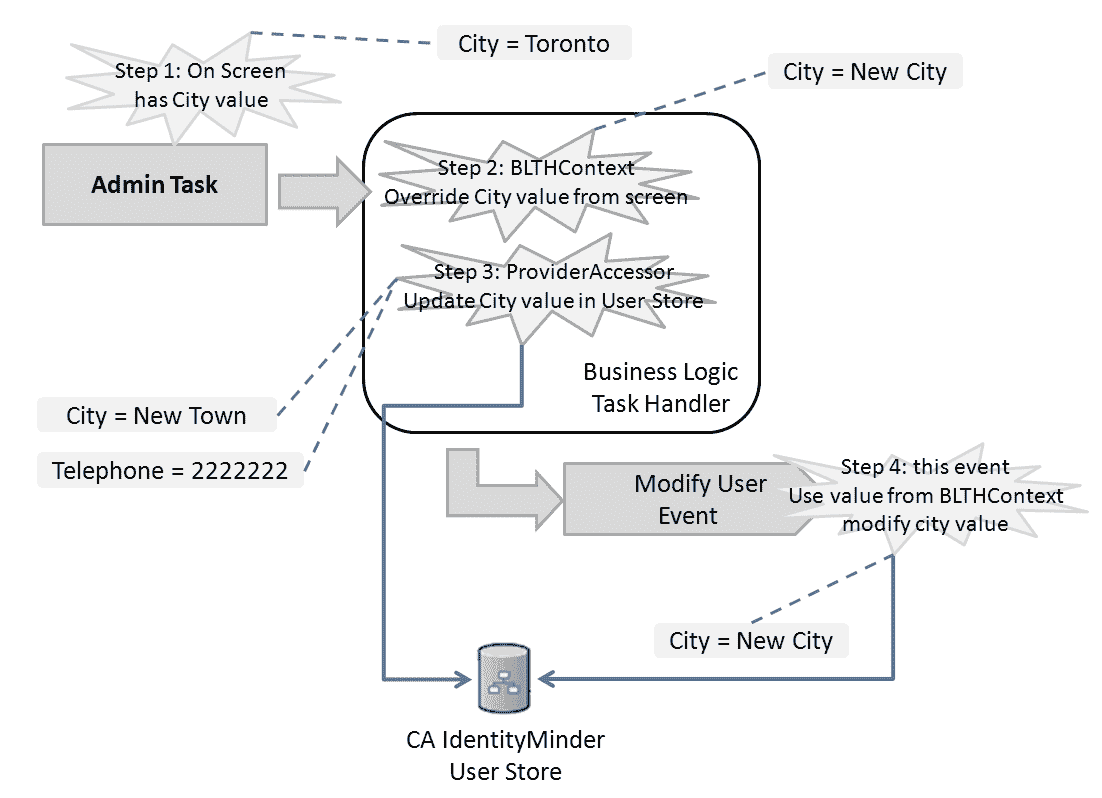 City = Toronto
Step 1: On Screen
has City value
City = New City
Admin Task
Step 2: BLTHContext
Override City value from screen
Step 3: ProviderAccessor
Update City value in User Store
Business Logic
Task Handler
City = New Town
Telephone = 2222222
Modify User
Event
Step 4: this event
Use value from BLTHContext
modify city value
City = New City
CA IdentityMinder
User Store